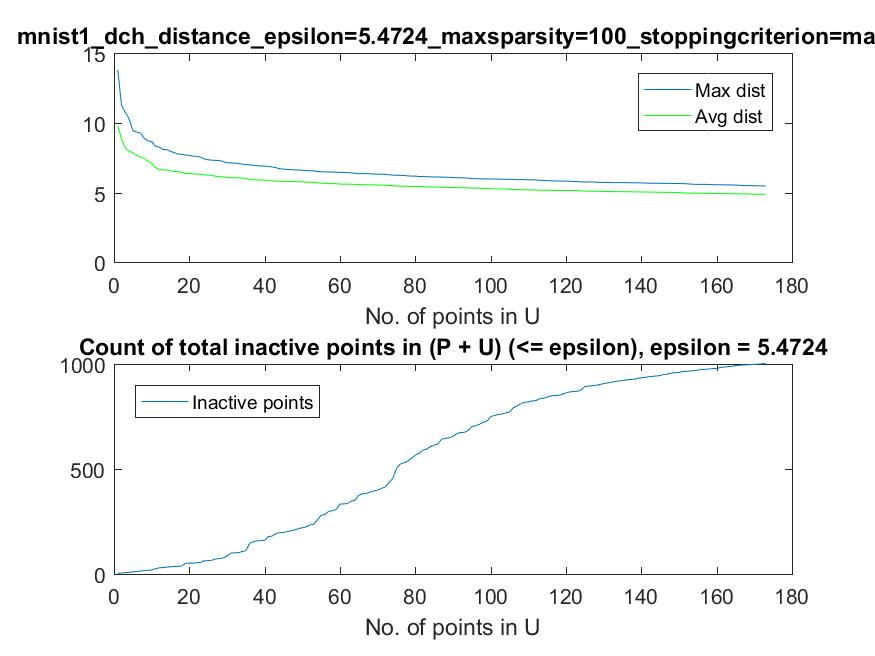 mnist1_dch_distance_epsilon=5.4724_maxsparsity=100_stoppingcriterion=ma
15
10
5
0
Max dist
Avg dist
0 20 40 60 80 100 120 140 160 180
No. of points in U
Count of total inactive points in (P + U) (<= epsilon), epsilon = 5.4724
1000
500
0
Inactive points
0 20 40 60 80 100 120 140 160 180
No. of points in U